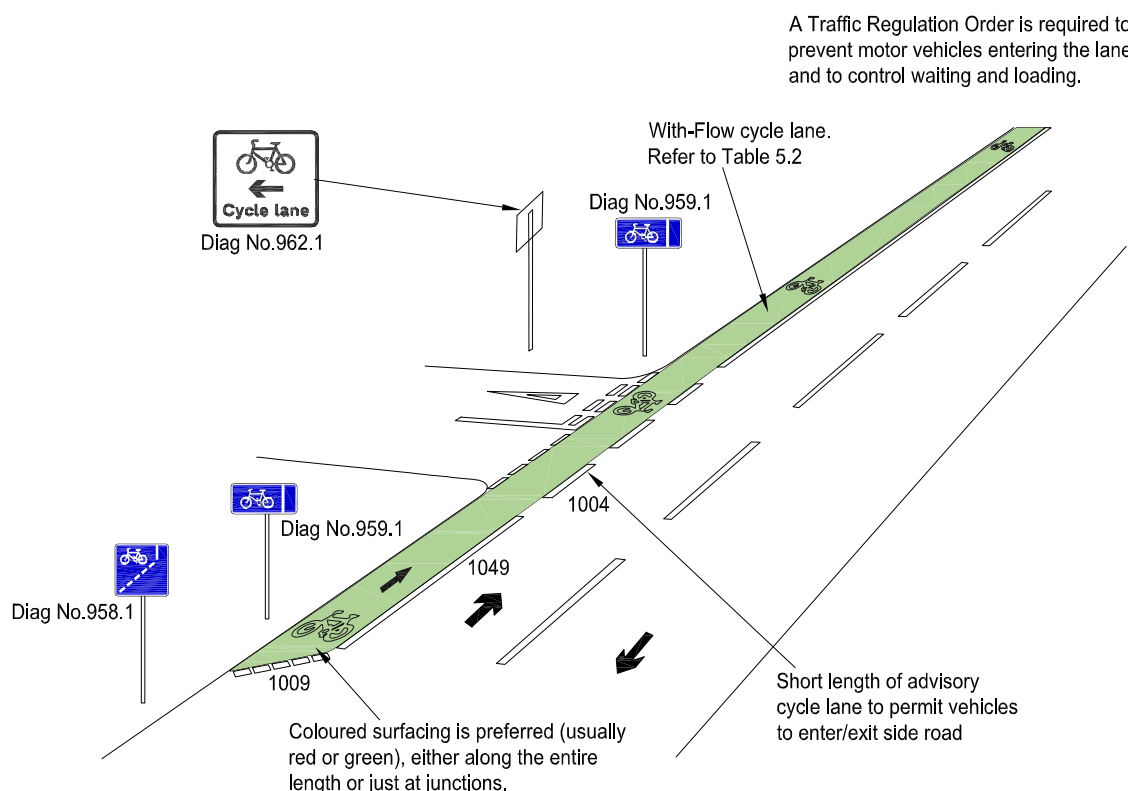 A Traffic Regulation Order is required to
prevent motor vehicles entering the lane
and to control waiting and loading.
With-Flow cycle lane.
Refer to Table 5.2
Cycle lane
Diag No.962.1
Diag No.959.1
1004
Diag No.959.1
1049
Diag No.958.1
1009
Short length of advisory
cycle lane to permit vehicles
to enter/exit side road
Coloured surfacing is preferred (usually
red or green), either along the entire
length or just at junctions.